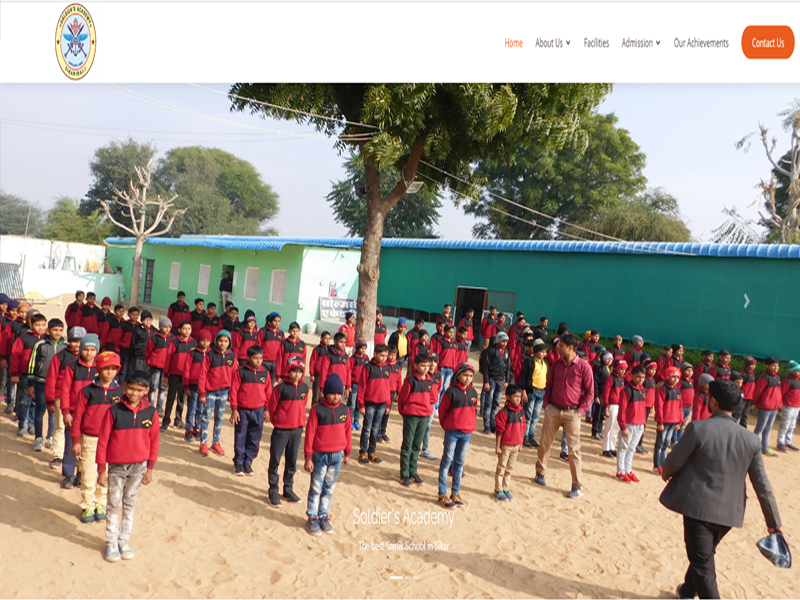 SOLDIER'S ACADEMY
Home
About Us
Facilities
Admission
Our Achievements
Contact Us
Soldier's Academy
The best Sainik School in Sikar